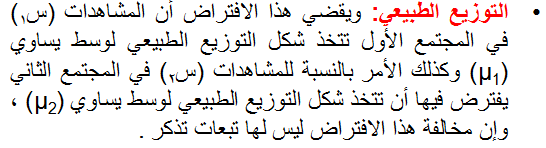 • التوزيع الطبيعي: ويقضي هذا الافتراض أن المشاهدات (س١)
في المجتمع الأول تتخذ شكل التوزيع الطبيعي لوسط يساوي
(μ1) وكذلك الأمر بالنسبة للمشاهدات (س٢) في المجتمع الثاني
يفترض فيها أن تتخذ شكل التوزيع الطبيعي لوسط يساوي (μ2) ،
وإن مخالفة هذا الافتراض ليس لها تبعات تذكر .